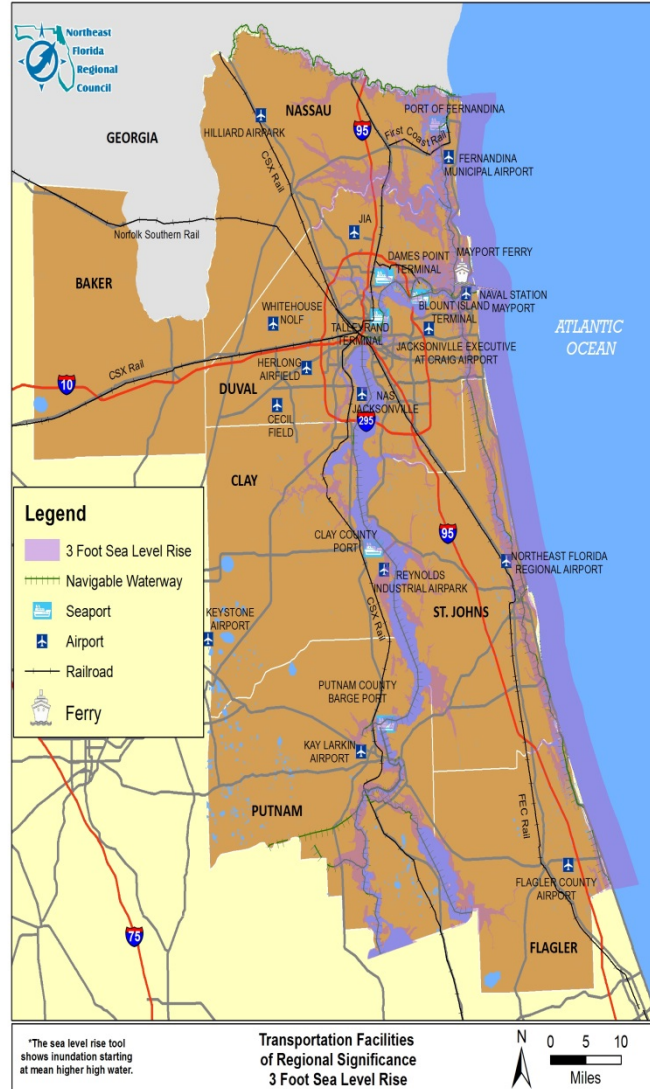 Northeast
Florida
Regional
Council
NASSAU
PORT OF FERNANDINA
95
First Coast Rail
HILLIARD AIRPARK
GEORGIA
CSX Rail
FERNANDINA
MUNICIPAL AIRPORT
Norfolk Southern Rail
JIA
DAMES POINT
TERMINAL
MAYPORT FERRY
BAKER
WHITEHOUSE
NOLF
NAVAL STATION
MAYPORT
BLOUNT ISLAND
TERMINAL
TALLEYRAND
TERMINAL
JACKSONIVLLE EXECUTIVE
AT CRAIG AIRPORT
ATLANTIC
OCEAN
CSX Rail
HERLONG
AIRFIELD
10
DUVAL
NAS
JACKSONVILLE
CECIL
FIELD
295
CLAY
Legend
3 Foot Sea Level Rise
Navigable Waterway
Seaport
Airport
Railroad
Ferry
CLAY COUNTY
PORT
95
NORTHEAST FLORIDA
REGIONAL AIRPORT
REYNOLDS
INDUSTRIAL AIRPARK
KEYSTONE
AIRPORT
CSX Rail
ST. JOHNS
PUTNAM COUNTY
BARGE PORT
KAY LARKIN
AIRPORT
PUTNAM
FEC Rail
FLAGLER COUNTY
AIRPORT
75
FLAGLER
*The sea level rise tool
shows inundation starting
at mean higher high water.
Transportation Facilities
of Regional Significance
3 Foot Sea Level Rise
N
0 5 10
Miles